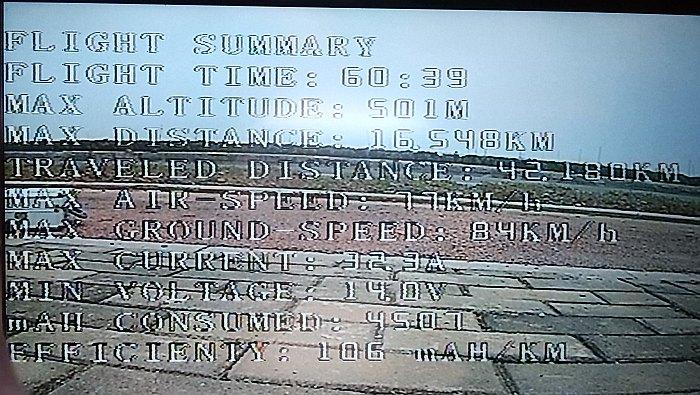 FLIGHT SUMMARY
FLIGHT TIME: 60:39
MAX ALTITUDE: 501M
MAX DISTANCE: 16.548KM
TRAVELED DISTANCE: 42.180KM
MAX AIR-SPEED: 77KM/h
MAX GROUND-SPEED: 84KM/h
MAX CURRENT: 32.3A
MIN VOLTAGE: 14.0V
mAH CONSUMED: 4507
EFFICIENTY: 106 mAH/KM